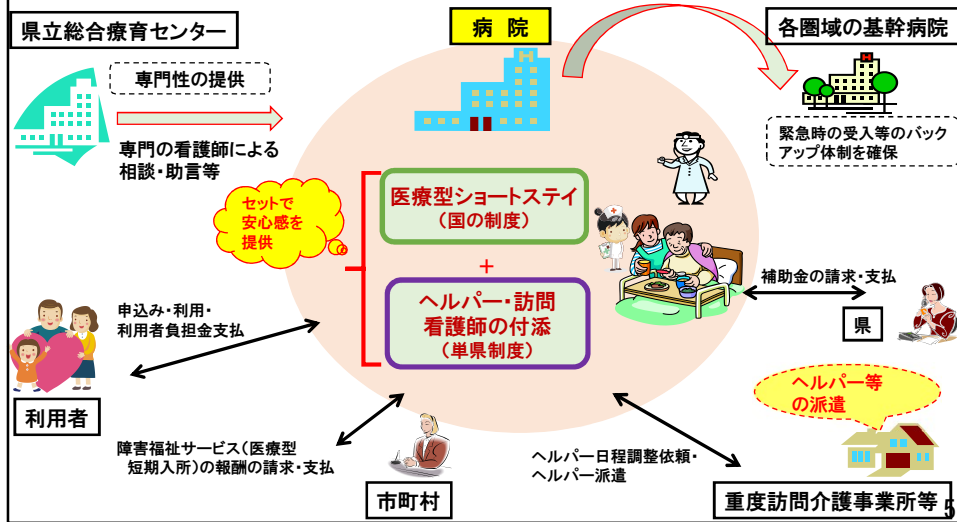 県立総合療育センター
病 院
各圏域の基幹病院
専門性の提供
専門の看護師による
相談・助言等
緊急時の受入等のバック
アップ体制を確保
セットで
安心感を
提供
医療型ショートステイ
（国の制度）
＋
ヘルパー・訪問
看護師の付添
（単県制度）
補助金の請求・支払
県
申込み・利用・
利用者負担金支払
利用者
ヘルパー等
の派遣
障害福祉サービス（医療型
短期入所）の報酬の請求・支払
市町村
ヘルパー日程調整依頼・
ヘルパー派遣
重度訪問介護事業所等
5
H